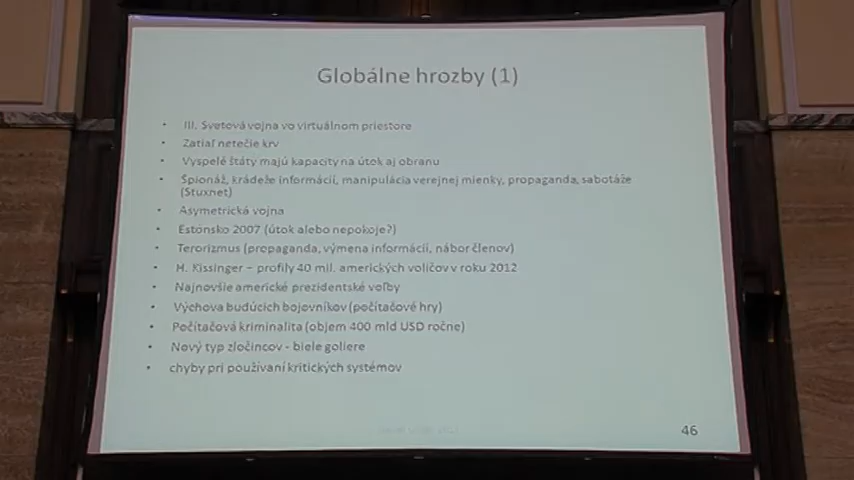 Globálne hrozby (1)
• III. Svetová vojna vo virtuálnom priestore
• Zatiaľ netečie krv
• Vyspelé štáty majú kapacity na útok aj obranu
• Špionáž, krádeže informácií, manipulácia verejnej mienky, propaganda, sabotáže
(Stuxnet)
• Asymetrická vojna
• Estónsko 2007 (útok alebo nepokoje?)
• Terorizmus (propaganda, výmena informácií, nábor členov)
• H. Kissinger – profily 40 mil. amerických voličov v roku 2012
• Najnovšie americké prezidentské voľby
• Výchova budúcich bojovníkov (počítačové hry)
• Počítačová kriminalita (objem 400 mld USD ročne)
• Nový typ zločincov - biele goliere
• chyby pri používaní kritických systémov
46